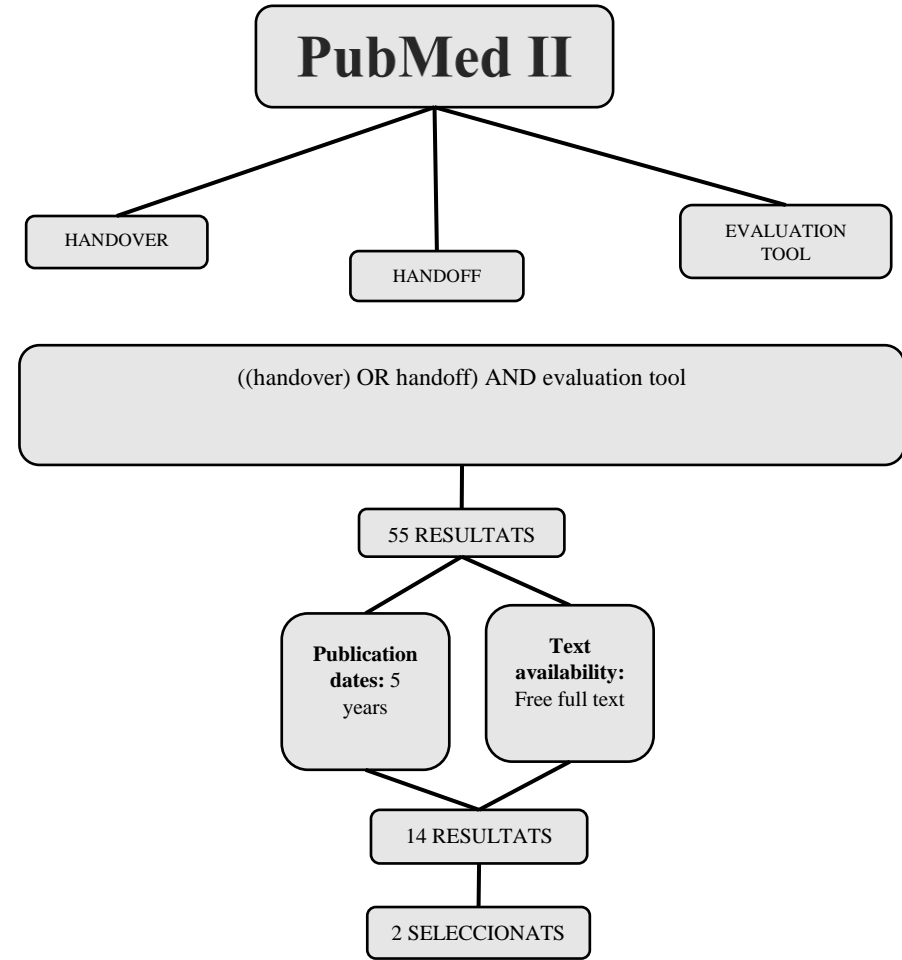 PubMed II
HANDOVER
HANDOFF
EVALUATION
TOOL
((handover) OR handoff) AND evaluation tool
55 RESULTATS
Publication
dates: 5
years
Text
availability:
Free full text
14 RESULTATS
2 SELECCIONATS